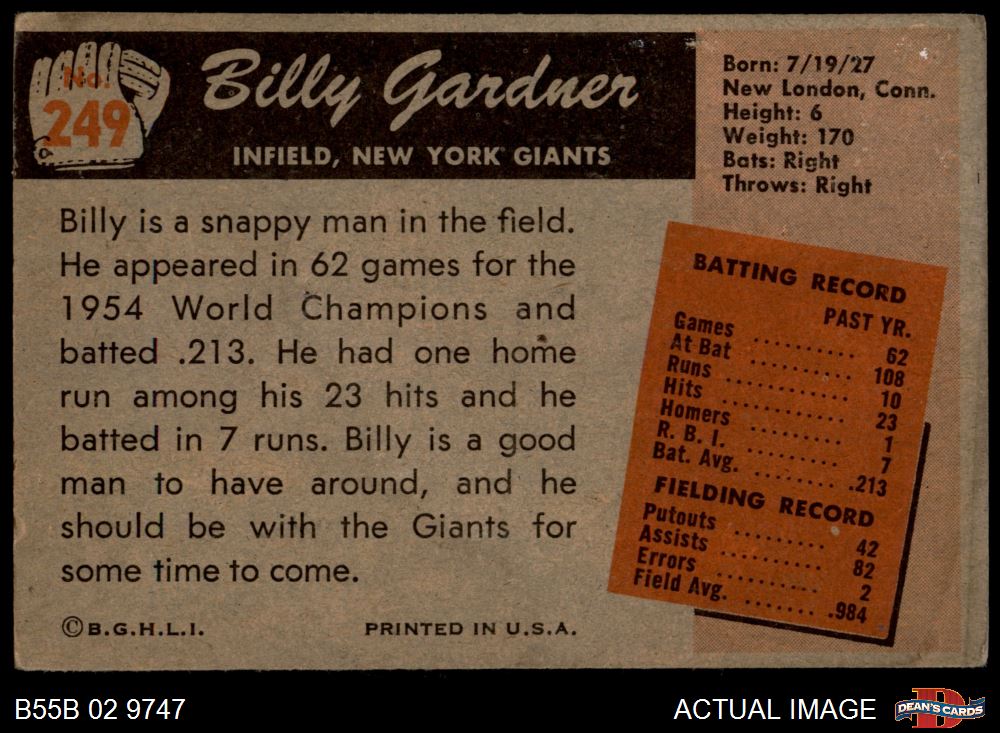 No.
249
Billy Gardner
INFIELD, NEW YORK GIANTS
Born: 7/19/27
New London, Conn.
Height: 6
Weight: 170
Bats: Right
Throws: Right
Billy is a snappy man in the field.
He appeared in 62 games for the
1954 World Champions and
batted .213. He had one home
run among his 23 hits and he
batted in 7 runs. Billy is a good
man to have around, and he
should be with the Giants for
some time to come.
©B.G.H.L.I. PRINTED IN U.S.A.
BATTING RECORD
PAST YR.
Games .......... 62
At Bat .......... 108
Runs .......... 10
Hits .......... 23
Homers .......... 1
R. B. I. .......... 7
Bat. Avg. ........ .213
FIELDING RECORD
Putouts ......... 42
Assists .......... 82
Errors .......... 2
Field Avg. ....... .984
B55B 02 9747
ACTUAL IMAGE
D
DEAN'S CARDS